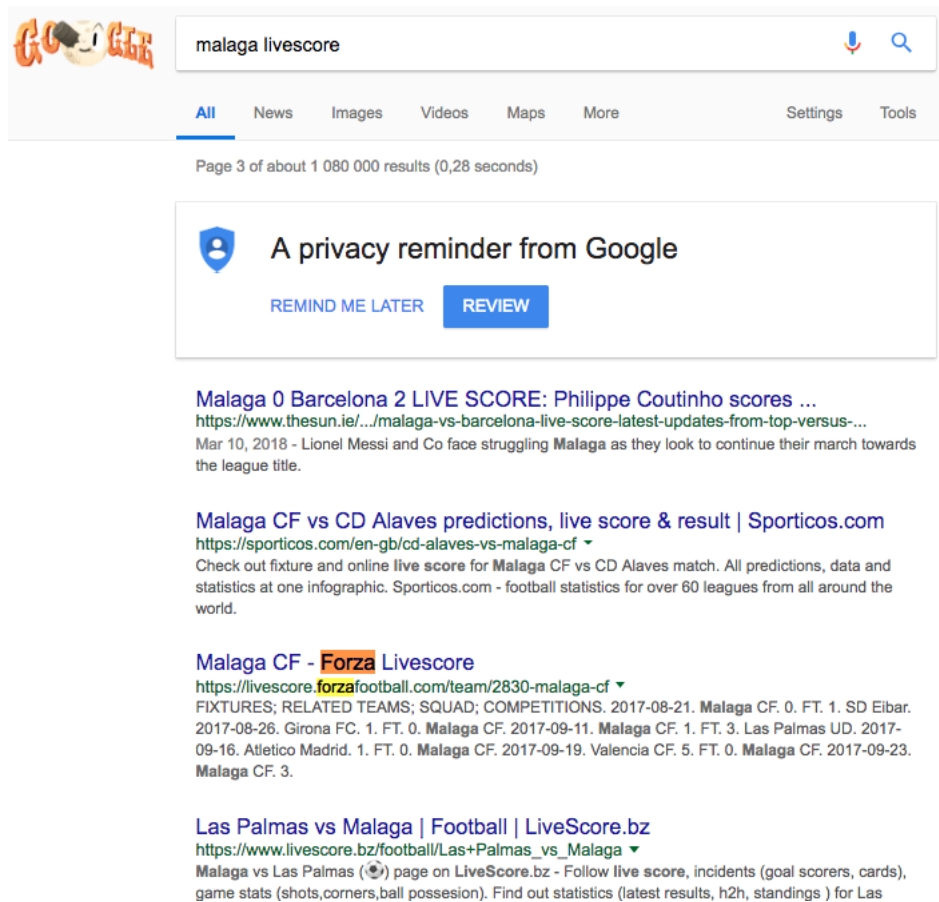 GOOGLE
malaga livescore
All News Images Videos Maps More Settings Tools
Page 3 of about 1 080 000 results (0,28 seconds)
A privacy reminder from Google
REMIND ME LATER REVIEW
Malaga 0 Barcelona 2 LIVE SCORE: Philippe Coutinho scores ...
https://www.thesun.ie/.../malaga-vs-barcelona-live-score-latest-updates-from-top-versus-...
Mar 10, 2018 - Lionel Messi and Co face struggling Malaga as they look to continue their march towards
the league title.
Malaga CF vs CD Alaves predictions, live score & result | Sporticos.com
https://sporticos.com/en-gb/cd-alaves-vs-malaga-cf
Check out fixture and online live score for Malaga CF vs CD Alaves match. All predictions, data and
statistics at one infographic. Sporticos.com - football statistics for over 60 leagues from all around the
world.
Malaga CF - Forza Livescore
https://livescore.forzafootball.com/team/2830-malaga-cf
FIXTURES; RELATED TEAMS; SQUAD; COMPETITIONS. 2017-08-21. Malaga CF. 0. FT. 1. SD Eibar.
2017-08-26. Girona FC. 1. FT. 0. Malaga CF. 2017-09-11. Malaga CF. 1. FT. 3. Las Palmas UD. 2017-
09-16. Atletico Madrid. 1. FT. 0. Malaga CF. 2017-09-19. Valencia CF. 5. FT. 0. Malaga CF. 2017-09-23.
Malaga CF. 3.
Las Palmas vs Malaga | Football | LiveScore.bz
https://www.livescore.bz/football/Las+Palmas_vs_Malaga
Malaga vs Las Palmas (⚽) page on LiveScore.bz - Follow live score, incidents (goal scorers, cards),
game stats (shots,corners,ball possesion). Find out statistics (latest results, h2h, standings ) for Las